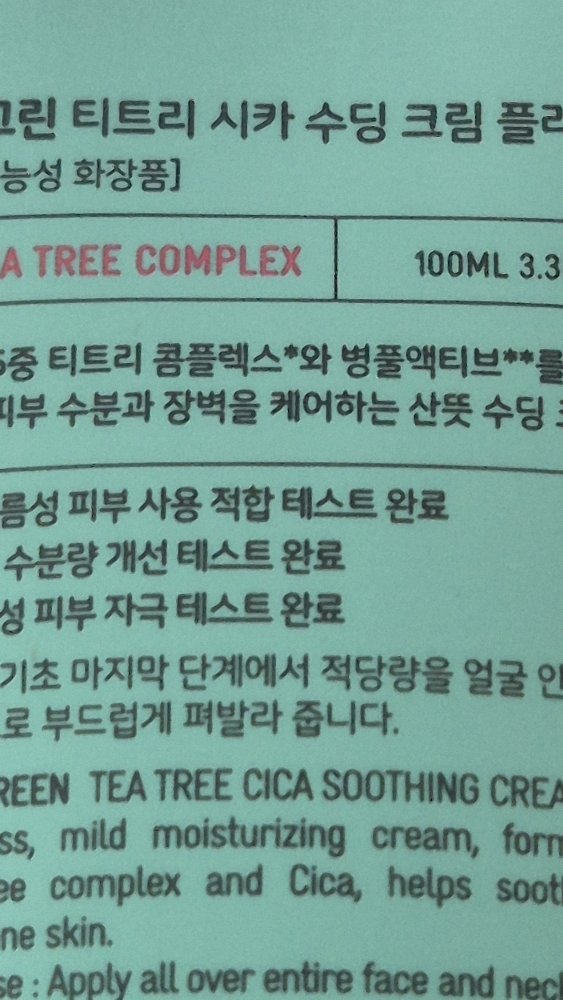 그린 티트리 시카 수딩 크림 플러
능성 화장품]
A TREE COMPLEX
100ML 3.3
5중 티트리 콤플렉스*와 병풀액티브**를
피부 수분과 장벽을 케어하는 산뜻 수딩
름성 피부 사용 적합 테스트 완료
수분량 개선 테스트 완료
성 피부 자극 테스트 완료
기초 마지막 단계에서 적당량을 얼굴 안
로 부드럽게 펴발라 줍니다.
REEN TEA TREE CICA SOOTHING CREA
ss, mild moisturizing cream, form
ee complex and Cica, helps soot
ne skin.
se : Apply all over entire face and neck